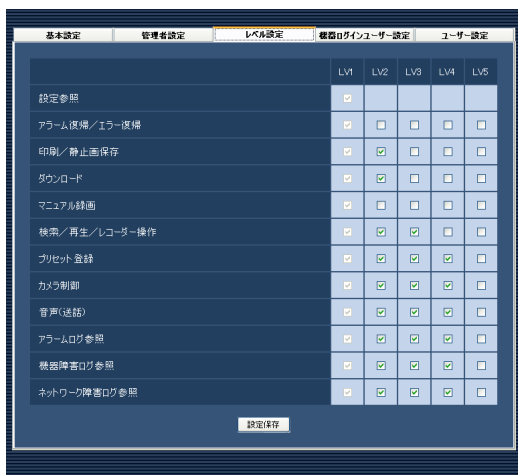 基本設定 管理者設定 レベル設定 機器ログインユーザー設定 ユーザー設定
LV1 LV2 LV3 LV4 LV5
設定参照
アラーム復帰／エラー復帰
印刷／静止画保存
ダウンロード
マニュアル録画
検索／再生／レコーダー操作
プリセット登録
カメラ制御
音声(送話)
アラームログ参照
機器障害ログ参照
ネットワーク障害ログ参照
設定保存